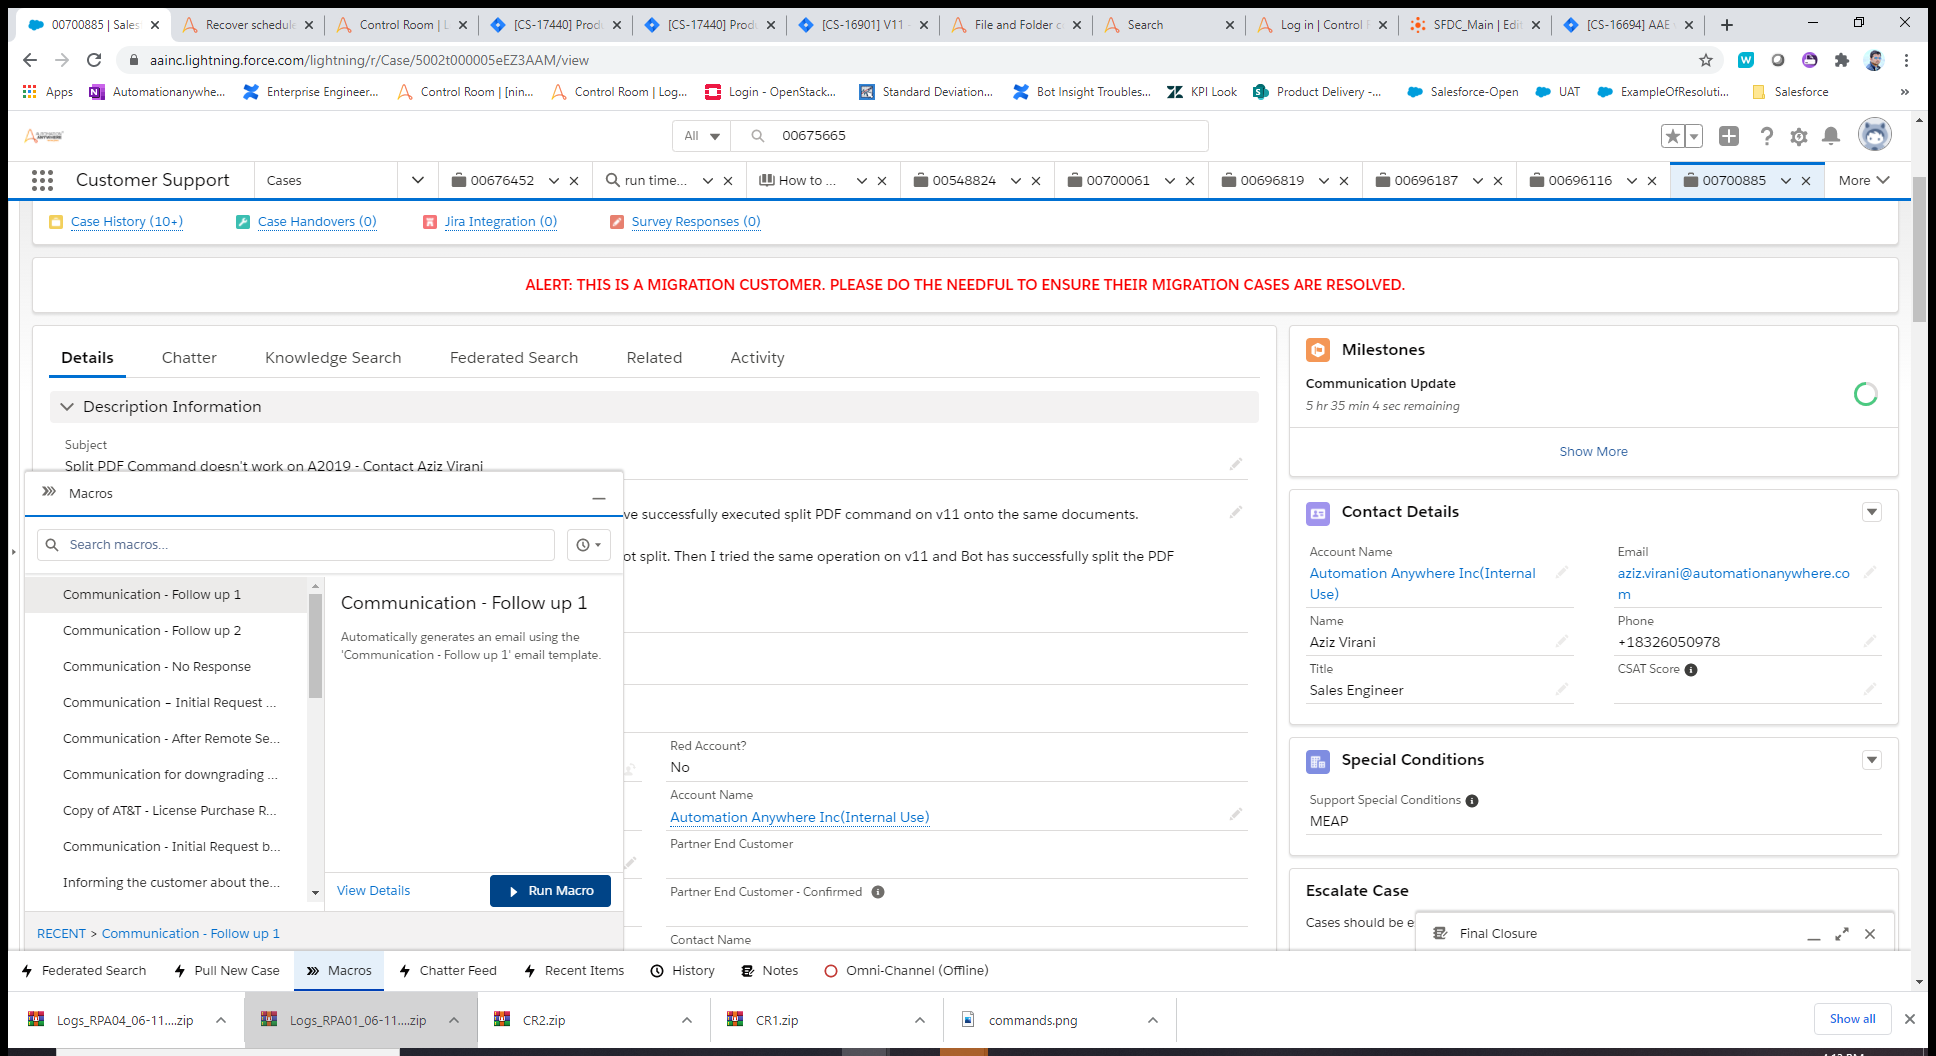 00700885 | Sales
Recover schedule
Control Room | L
[CS-17440] Produ
[CS-17440] Produ
[CS-16901] V11
File and Folder c
Search
Log in | Control R
SFDC_Main | Edit
[CS-16694] AAE
aainc.lightning.force.com/lightning/r/Case/5002t000005eEZ3AAM/view
Apps
Automationanywhe...
Enterprise Engineer...
Control Room | [nin...
Control Room | Log...
Login - OpenStack...
Standard Deviation...
Bot Insight Troubles...
KPI Look
Product Delivery -...
Salesforce-Open
UAT
ExampleOfResoluti...
Salesforce
»
All
00675665
Customer Support
Cases
00676452
run time...
How to ...
00548824
00700061
00696819
00696187
00696116
00700885
More
Case History (10+)
Case Handovers (0)
Jira Integration (0)
Survey Responses (0)
ALERT: THIS IS A MIGRATION CUSTOMER. PLEASE DO THE NEEDFUL TO ENSURE THEIR MIGRATION CASES ARE RESOLVED.
Details
Chatter
Knowledge Search
Federated Search
Related
Activity
Description Information
Subject
Split PDF Command doesn't work on A2019 - Contact Aziz Virani
ve successfully executed split PDF command on v11 onto the same documents.
ot split. Then I tried the same operation on v11 and Bot has successfully split the PDF
Macros
Search macros...
Communication - Follow up 1
Communication - Follow up 2
Communication - No Response
Communication – Initial Request ...
Communication - After Remote Se...
Communication for downgrading ...
Copy of AT&T - License Purchase R...
Communication - Initial Request b...
Informing the customer about the...
Communication - Follow up 1
Automatically generates an email using the
'Communication - Follow up 1' email template.
View Details
Run Macro
RECENT > Communication - Follow up 1
Red Account?
No
Account Name
Automation Anywhere Inc(Internal Use)
Partner End Customer
Partner End Customer - Confirmed
Contact Name
Milestones
Communication Update
5 hr 35 min 4 sec remaining
Show More
Contact Details
Account Name
Automation Anywhere Inc(Internal
Use)
Email
aziz.virani@automationanywhere.co
m
Name
Aziz Virani
Phone
+18326050978
Title
Sales Engineer
CSAT Score
Special Conditions
Support Special Conditions
MEAP
Escalate Case
Cases should be e
Final Closure
Federated Search
Pull New Case
Macros
Chatter Feed
Recent Items
History
Notes
Omni-Channel (Offline)
Logs_RPA04_06-11....zip
Logs_RPA01_06-11....zip
CR2.zip
CR1.zip
commands.png
Show all